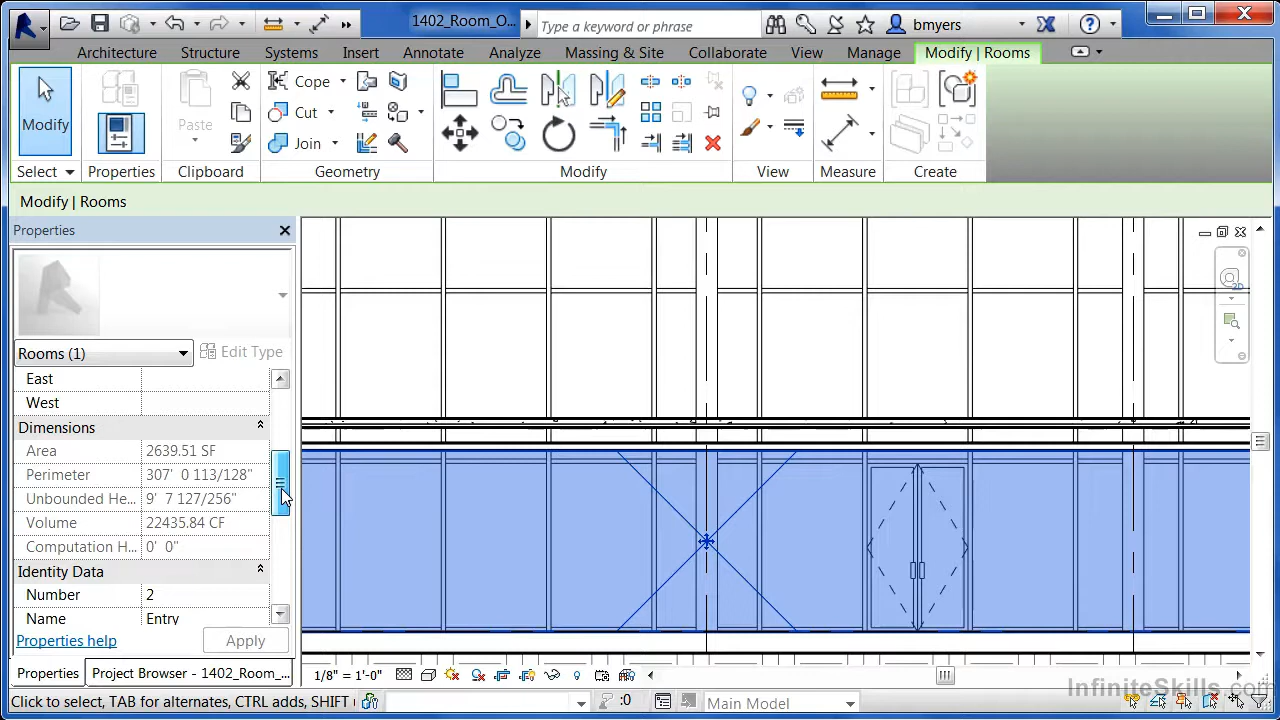 1402_Room_O...
Type a keyword or phrase
bmyers
Architecture
Structure
Systems
Insert
Annotate
Analyze
Massing & Site
Collaborate
View
Manage
Modify | Rooms
Modify
Paste
Cope
Cut
Join
Select
Properties
Clipboard
Geometry
Modify
View
Measure
Create
Modify | Rooms
Properties
Rooms (1)
Edit Type
East
West
Dimensions
Area 2639.51 SF
Perimeter 307' 0 113/128"
Unbounded He... 9' 7 127/256"
Volume 22435.84 CF
Computation H... 0' 0"
Identity Data
Number 2
Name Entry
Properties help
Apply
Properties
Project Browser - 1402_Room_...
1/8" = 1'-0"
2D
Click to select, TAB for alternates, CTRL adds, SHIFT
:0
Main Model
InfiniteSkills.com